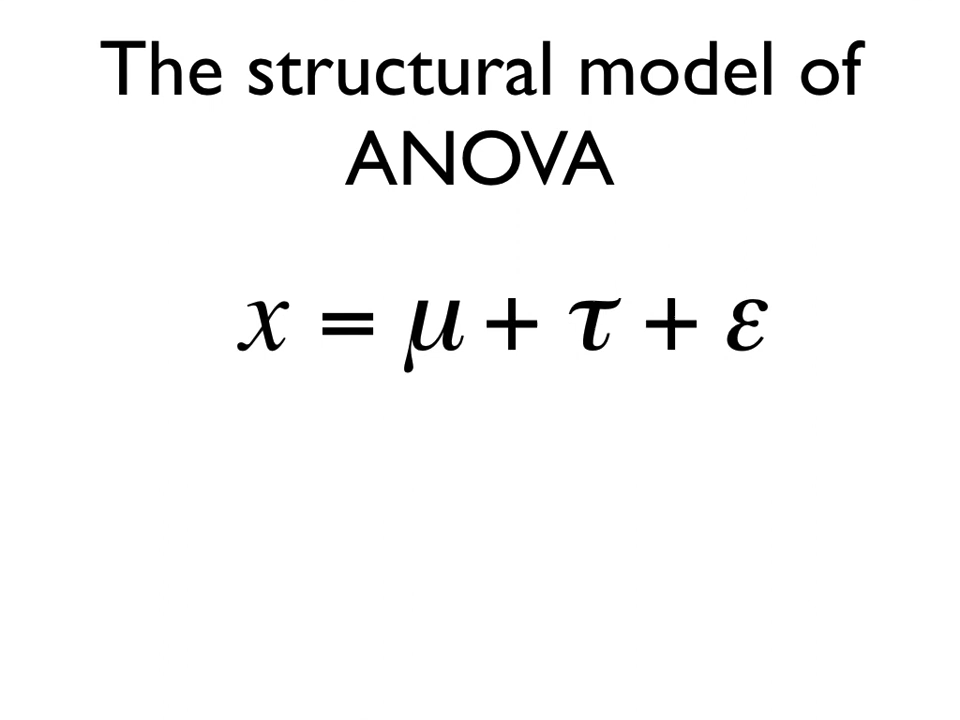 The structural model of
ANOVA
x = μ + τ + ε